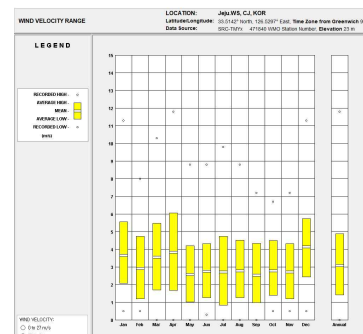 WIND VELOCITY RANGE
LOCATION: Jeju.WS, CJ, KOR
Latitude/Longitude: 33.5142° North, 126.5297° East, Time Zone from Greenwich 9
Data Source: SRC-TMYx 471840 WMO Station Number, Elevation 23 m
LEGEND
RECORDED HIGH -
AVERAGE HIGH -
MEAN -
AVERAGE LOW -
RECORDED LOW -
(m/s)
15
14
13
12
11
10
9
8
7
6
5
4
3
2
1
0
Jan Feb Mar Apr May Jun Jul Aug Sep Oct Nov Dec Annual
WIND VELOCITY:
0 to 27 m/s